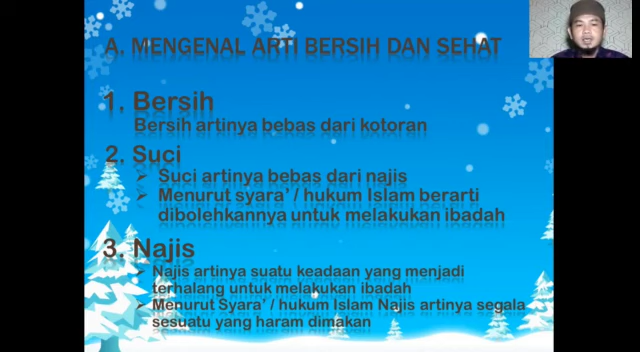 A. MENGENAL ARTI BERSIH DAN SEHAT
1. Bersih
Bersih artinya bebas dari kotoran
2. Suci
➢ Suci artinya bebas dari najis
➢ Menurut syara' / hukum Islam berarti
dibolehkannya untuk melakukan ibadah
3. Najis
➢ Najis artinya suatu keadaan yang menjadi
terhalang untuk melakukan ibadah
➢ Menurut Syara' / hukum Islam Najis artinya segala
sesuatu yang haram dimakan